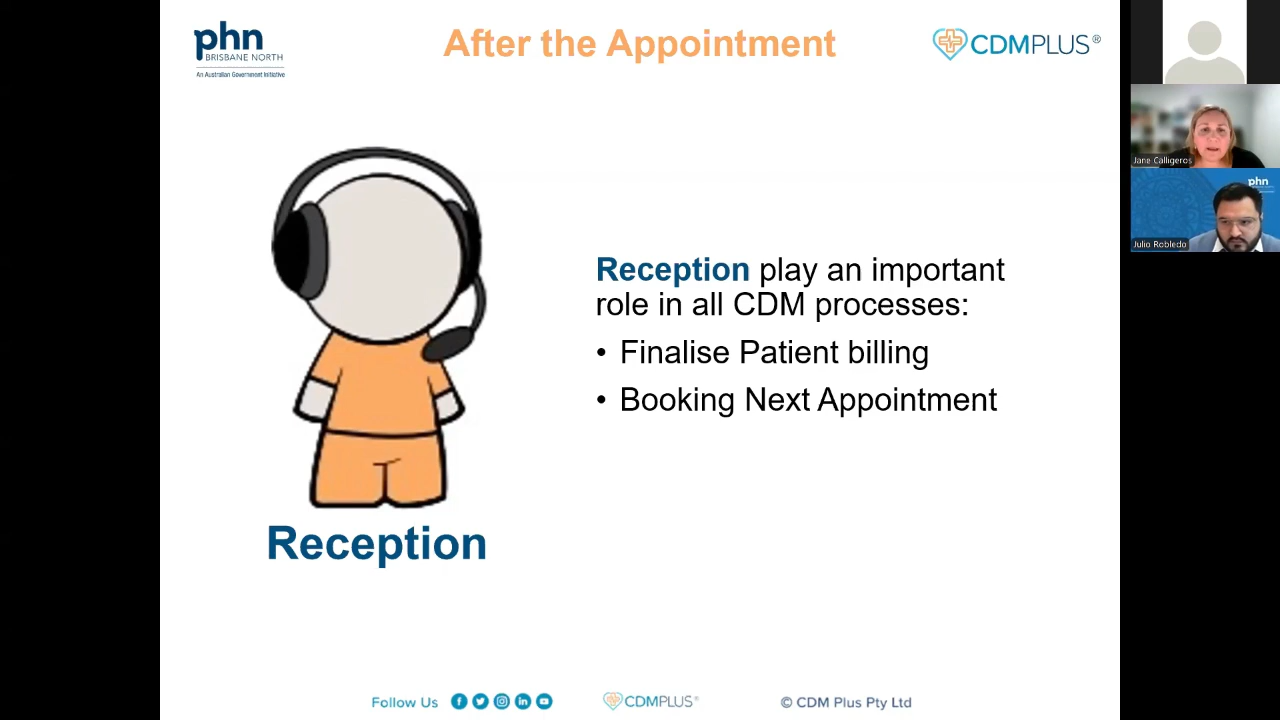 phn
BRISBANE NORTH
An Australian Government Initiative
After the Appointment
CDMPLUS®
Reception play an important
role in all CDM processes:
• Finalise Patient billing
• Booking Next Appointment
Reception
Follow Us
CDMPLUS®
© CDM Plus Pty Ltd
Jane Calligeros
phn
Julio Robledo